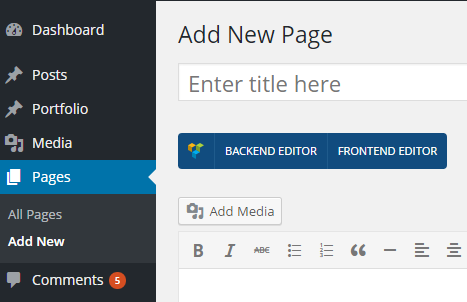 Dashboard
Posts
Portfolio
Media
Pages
All Pages
Add New
Comments 5
Add New Page
Enter title here
BACKEND EDITOR FRONTEND EDITOR
Add Media
B I ABC